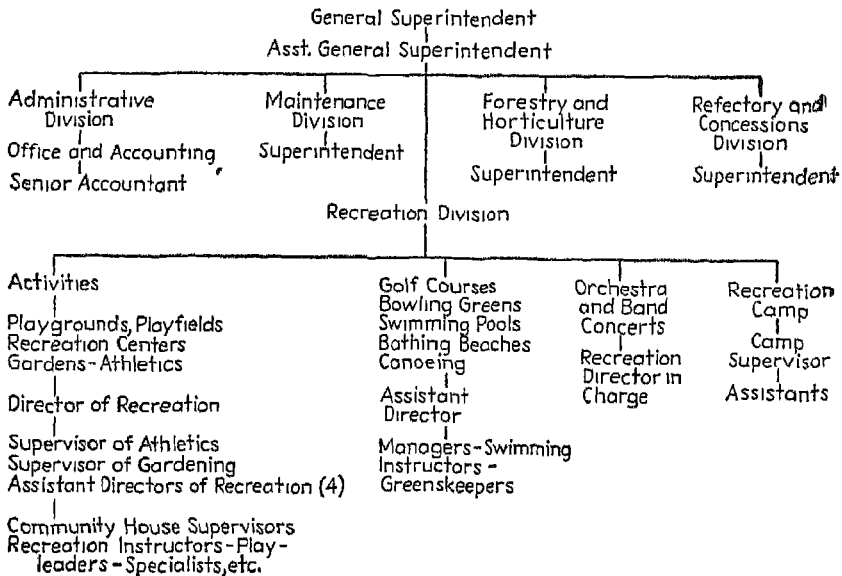 General Superintendent
Asst. General Superintendent
Administrative
Division
Office and Accounting
Senior Accountant
Maintenance
Division
Superintendent
Forestry and
Horticulture
Division
Superintendent
Refectory and
Concessions
Division
Superintendent
Recreation Division
Activities
Playgrounds, Playfields
Recreation Centers
Gardens-Athletics
Director of Recreation
Supervisor of Athletics
Supervisor of Gardening
Assistant Directors of Recreation (4)
Community House Supervisors
Recreation Instructors-Play-
leaders-Specialists, etc.
Golf Courses
Bowling Greens
Swimming Pools
Bathing Beaches
Canoeing
Assistant
Director
Managers-Swimming
Instructors-
Greenskeepers
Orchestra
and Band
Concerts
Recreation
Director in
Charge
Recreation
Camp
Camp
Supervisor
Assistants